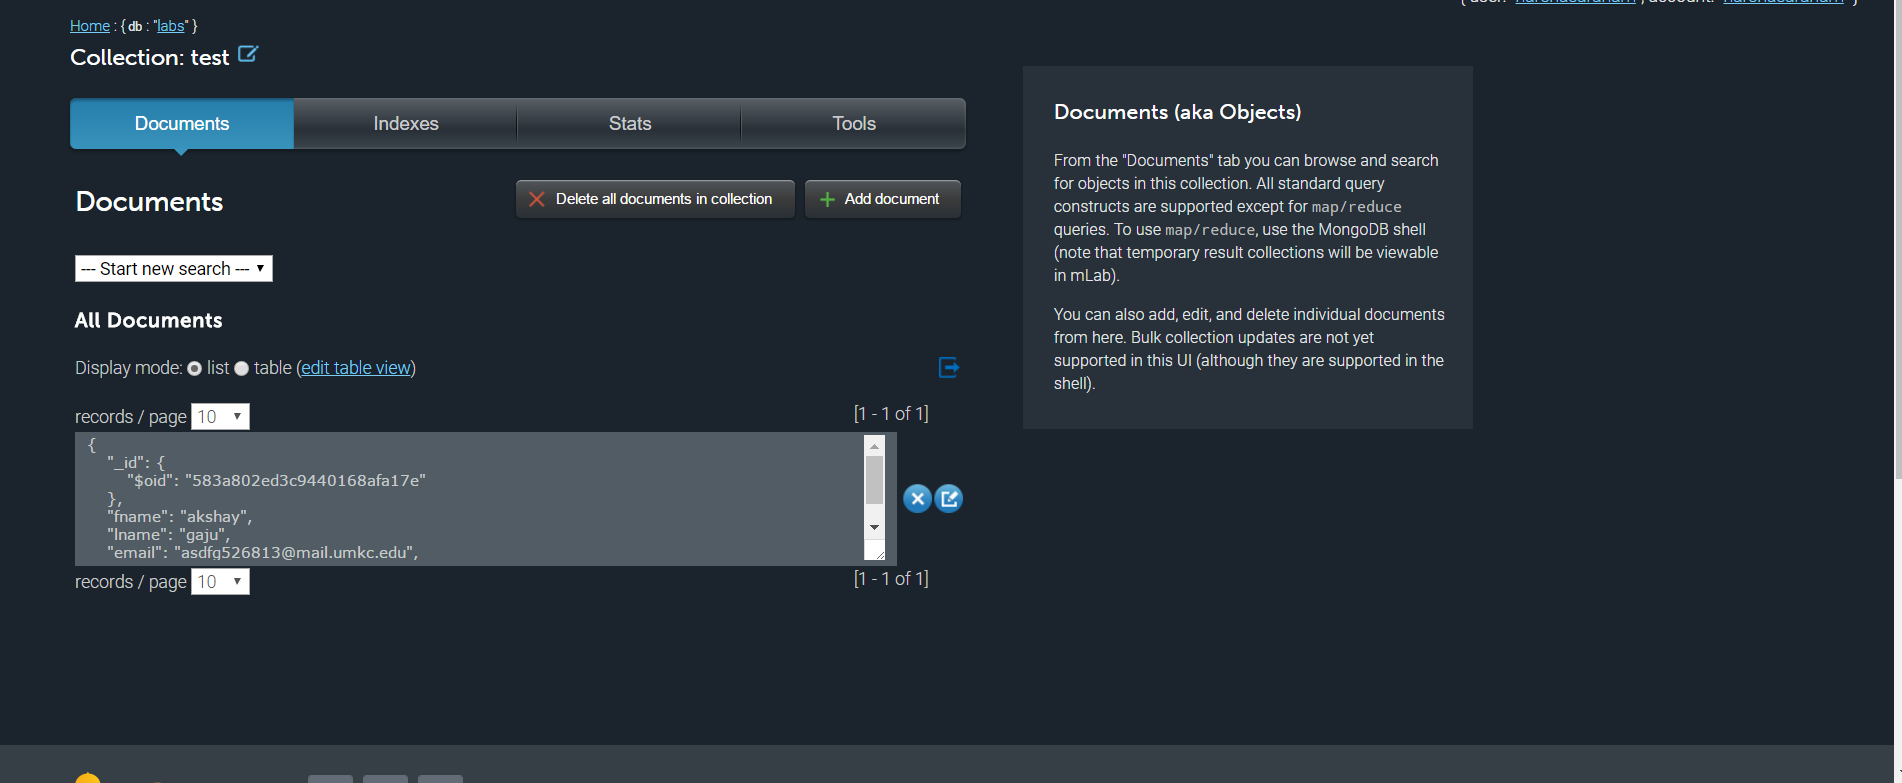 Home : { db : "labs" }
Collection: test
Documents
Indexes
Stats
Tools
Documents
Delete all documents in collection
Add document
--- Start new search ---
All Documents
Display mode: list table (edit table view)
records / page 10
[1 - 1 of 1]
{
"_id": {
"$oid": "583a802ed3c9440168afa17e"
},
"fname": "akshay",
"lname": "gaju",
"email": "asdfg526813@mail.umkc.edu",
records / page 10
[1 - 1 of 1]
Documents (aka Objects)
From the "Documents" tab you can browse and search
for objects in this collection. All standard query
constructs are supported except for map/reduce
queries. To use map/reduce, use the MongoDB shell
(note that temporary result collections will be viewable
in mLab).
You can also add, edit, and delete individual documents
from here. Bulk collection updates are not yet
supported in this UI (although they are supported in the
shell).